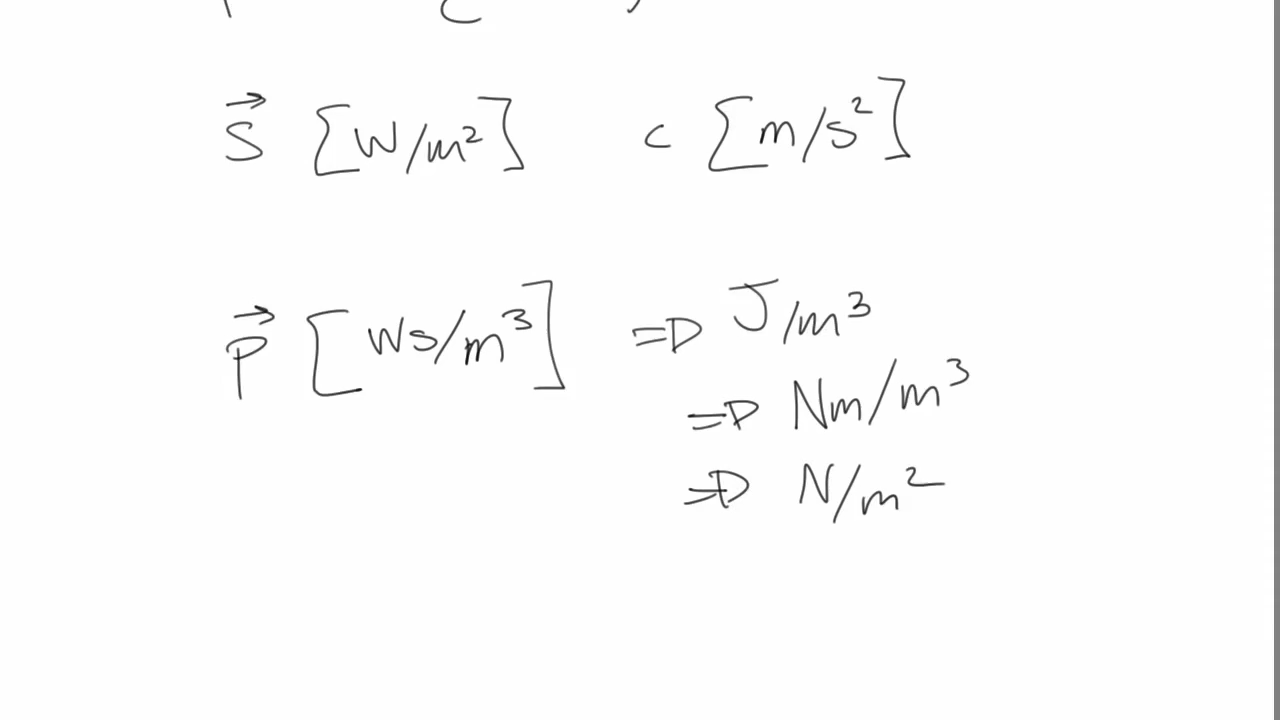 S⃗ [W/m²] c [m/s²]
P⃗ [Ws/m³] => J/m³
=> Nm/m³
=> N/m²